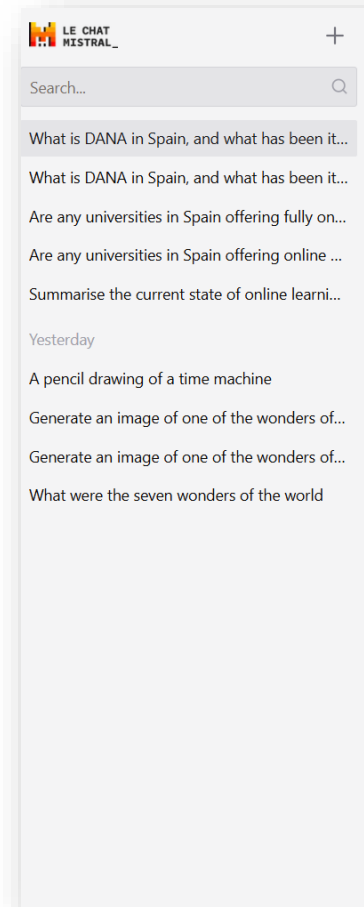 LE CHAT
MISTRAL_
Search...
What is DANA in Spain, and what has been it...
What is DANA in Spain, and what has been it...
Are any universities in Spain offering fully on...
Are any universities in Spain offering online ...
Summarise the current state of online learni...
Yesterday
A pencil drawing of a time machine
Generate an image of one of the wonders of...
Generate an image of one of the wonders of...
What were the seven wonders of the world